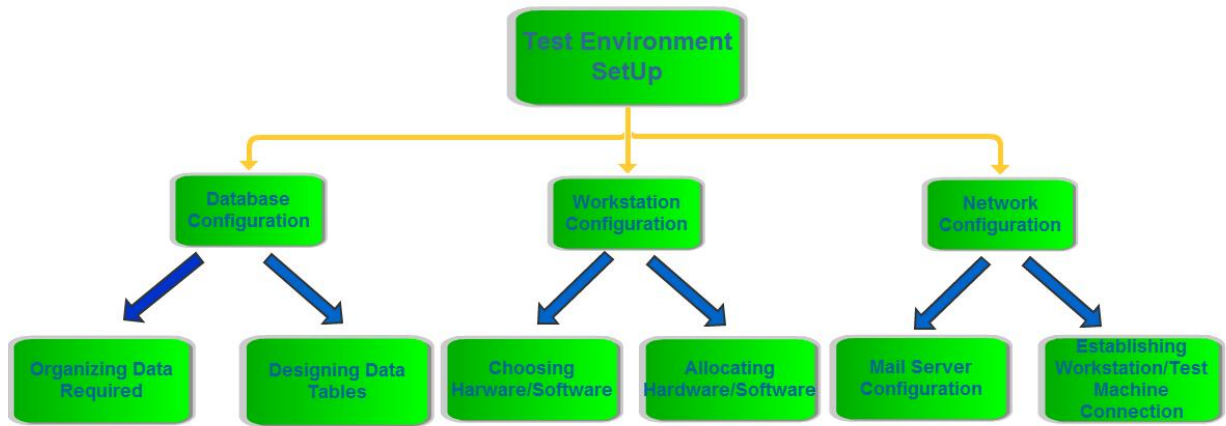 Test Environment
SetUp
Database
Configuration
Workstation
Configuration
Network
Configuration
Organizing Data
Required
Designing Data
Tables
Choosing
Harware/Software
Allocating
Hardware/Software
Mail Server
Configuration
Establishing
Workstation/Test
Machine
Connection